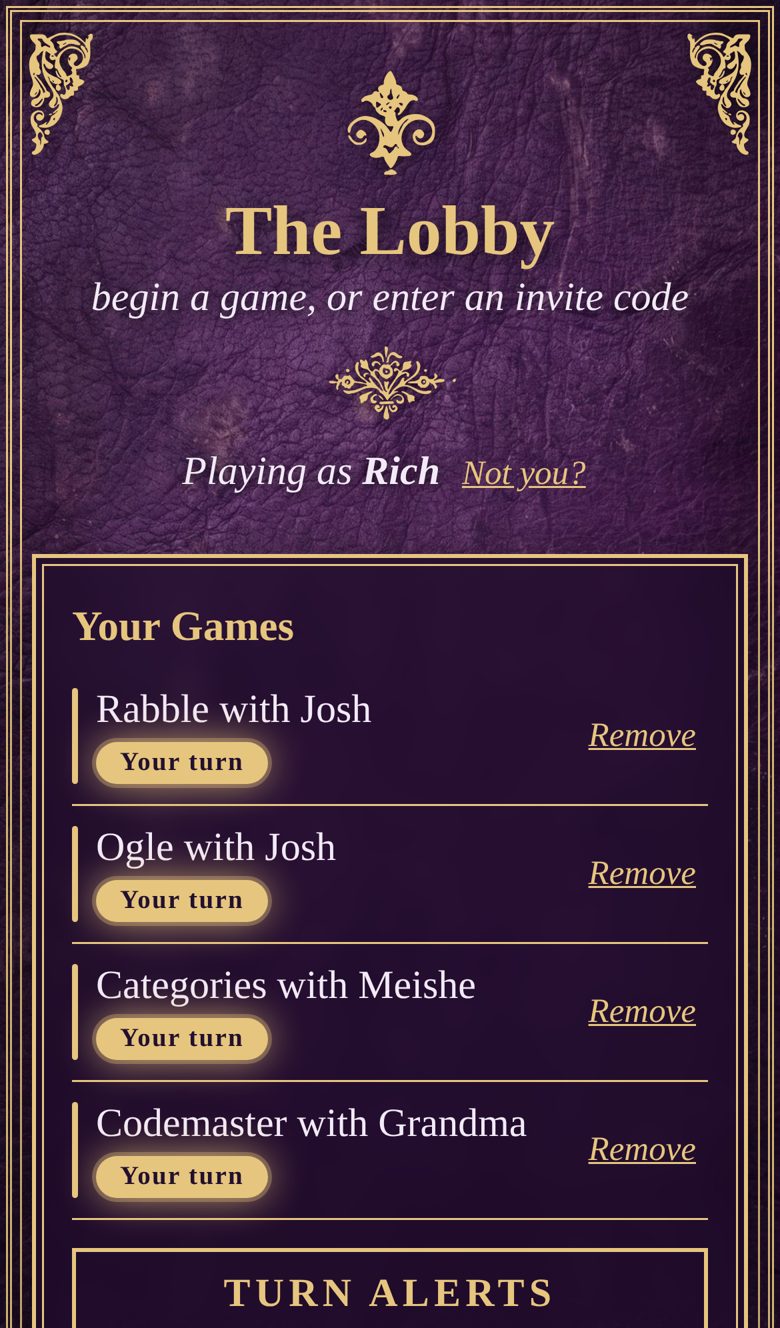 The Lobby
begin a game, or enter an invite code
Playing as Rich Not you?
Your Games
Rabble with Josh
Your turn
Remove
Ogle with Josh
Your turn
Remove
Categories with Meishe
Your turn
Remove
Codemaster with Grandma
Your turn
Remove
TURN ALERTS